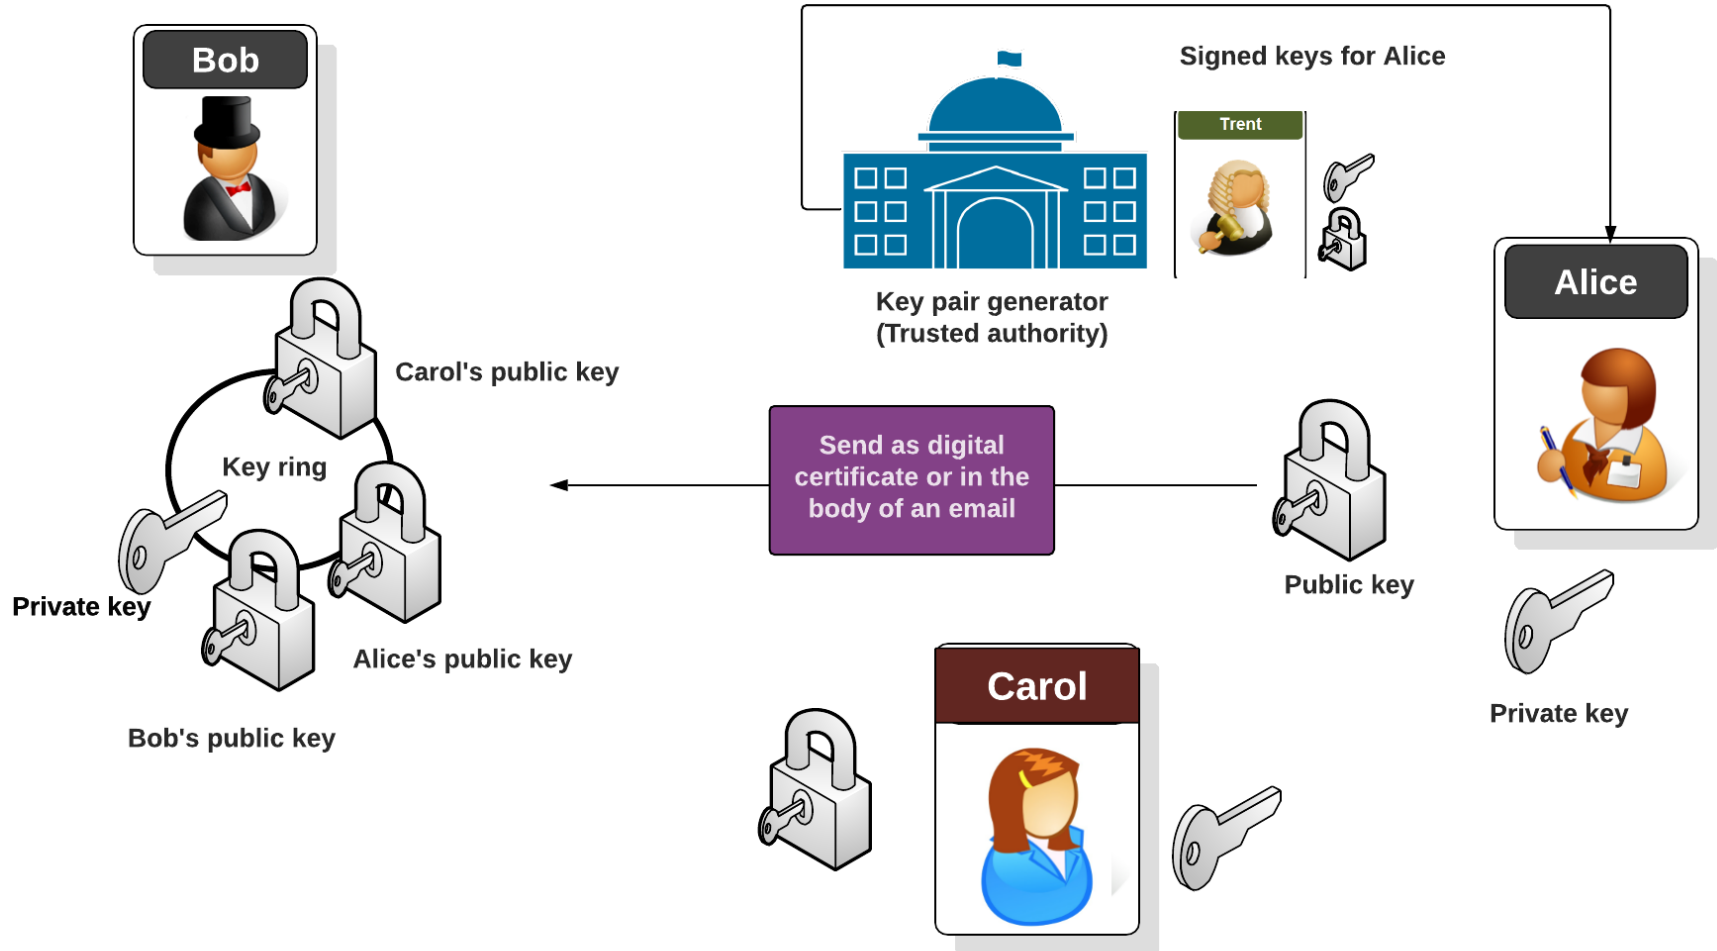 Bob
Signed keys for Alice
Trent
Key pair generator
(Trusted authority)
Alice
Carol's public key
Key ring
Send as digital
certificate or in the
body of an email
Public key
Private key
Alice's public key
Bob's public key
Carol
Private key